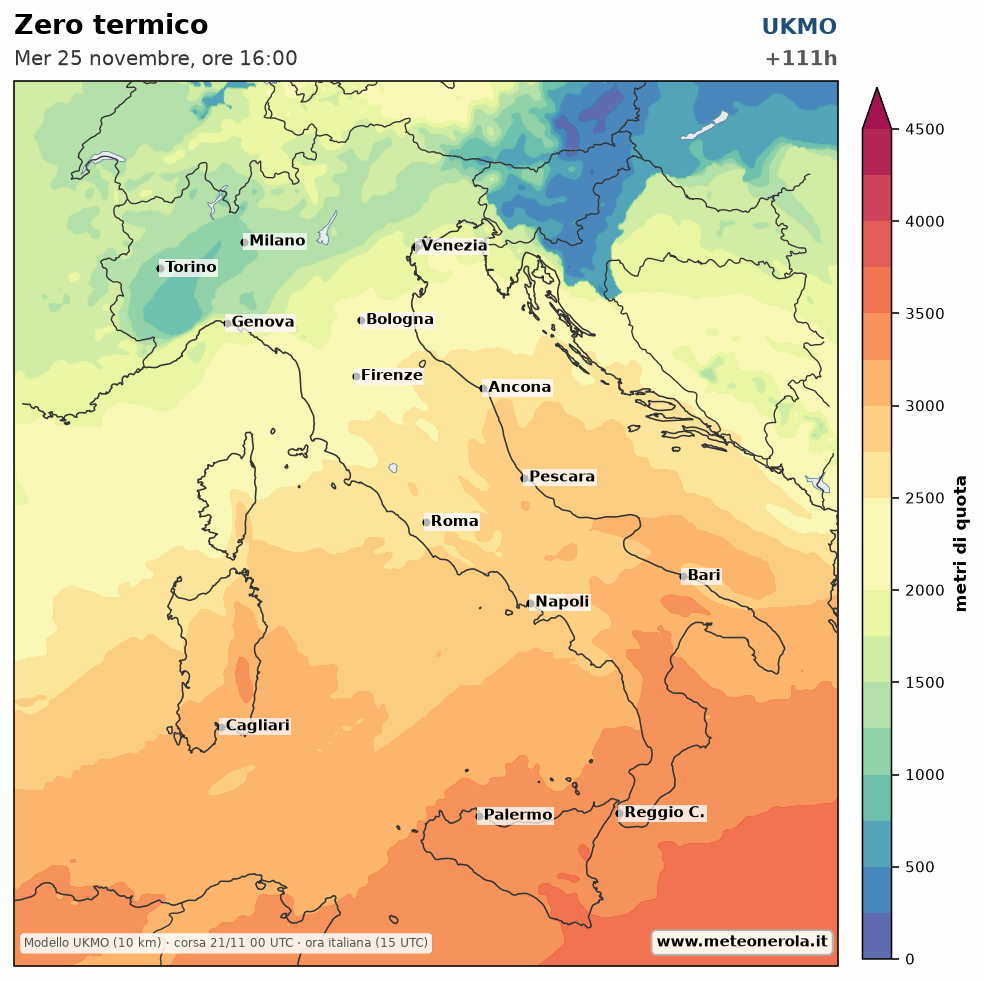 Zero termico
UKMO
Mer 25 novembre, ore 16:00
+111h
Milano
Venezia
Torino
Genova
Bologna
Firenze
Ancona
Pescara
Roma
Bari
Napoli
Cagliari
Palermo
Reggio C.
4500
4000
3500
3000
2500
2000
1500
1000
500
0
metri di quota
Modello UKMO (10 km) · corsa 21/11 00 UTC · ora italiana (15 UTC)
www.meteonerola.it